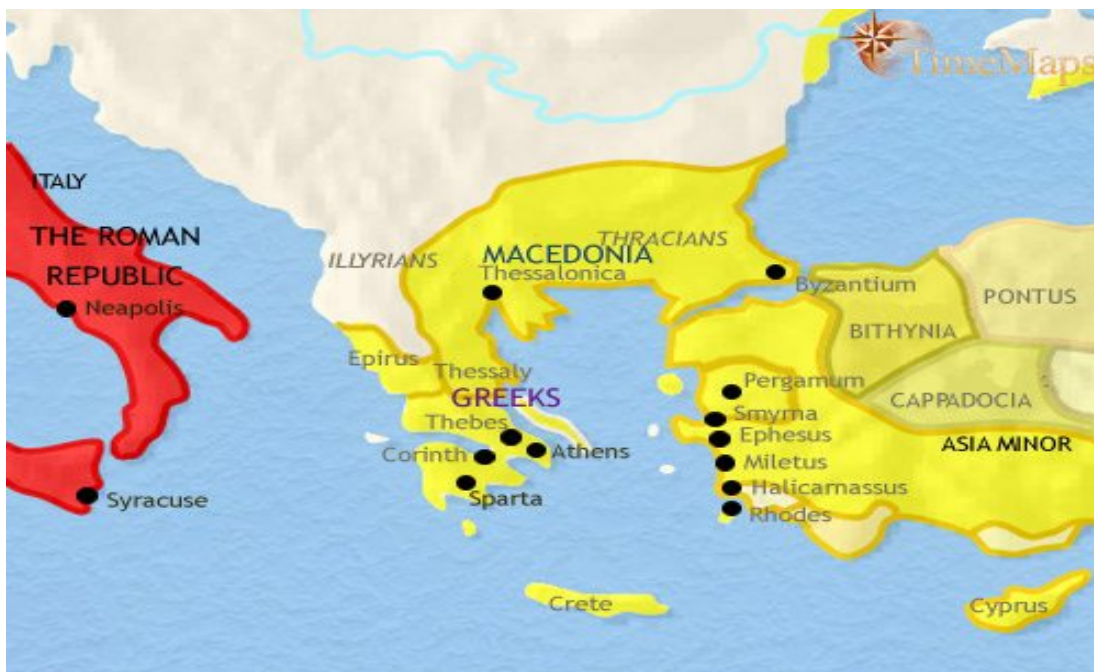 TimeMaps
ITALY
THE ROMAN
REPUBLIC
Neapolis
ILLYRIANS
THRACIANS
MACEDONIA
Thessalonica
Byzantium
PONTUS
BITHYNIA
Epirus
Thessaly
GREEKS
Pergamum
CAPPADOCIA
Thebes
Smyrna
Corinth
Athens
Ephesus
ASIA MINOR
Miletus
Syracuse
Sparta
Halicarnassus
Rhodes
Crete
Cyprus